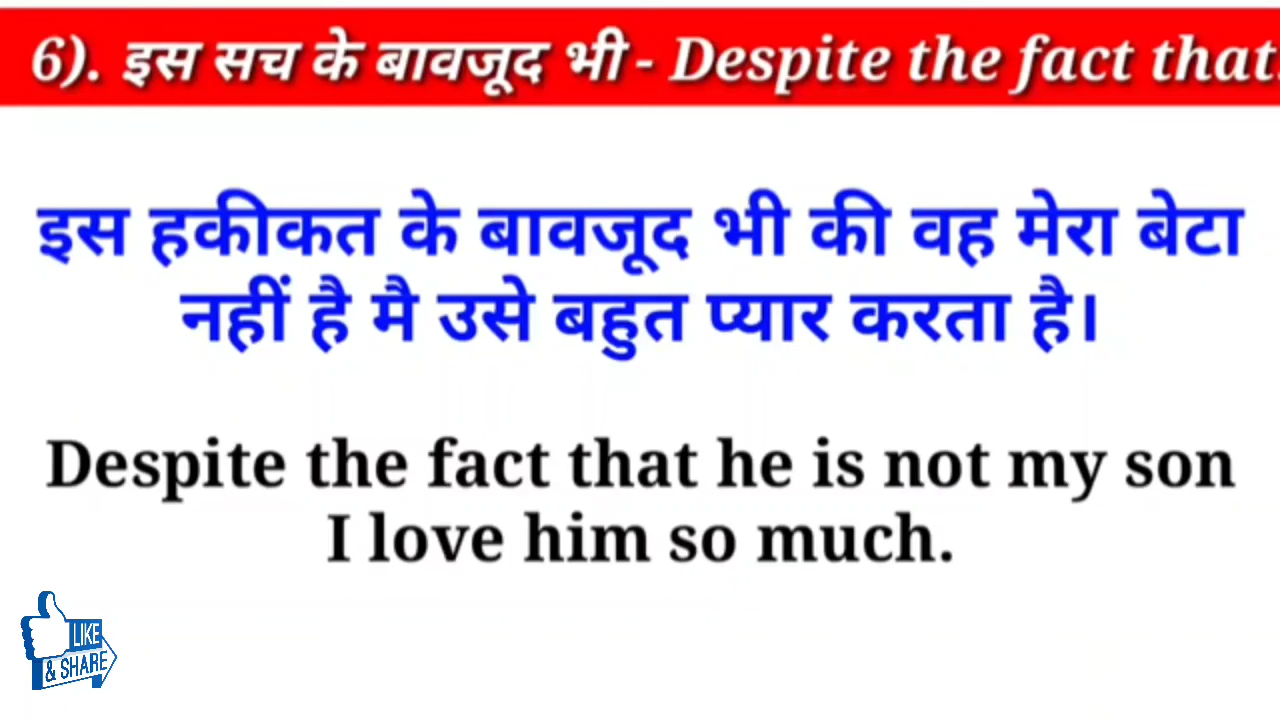 6). इस सच के बावजूद भी - Despite the fact that.
इस हकीकत के बावजूद भी की वह मेरा बेटा
नहीं है मै उसे बहुत प्यार करता है।
Despite the fact that he is not my son
I love him so much.
LIKE
& SHARE